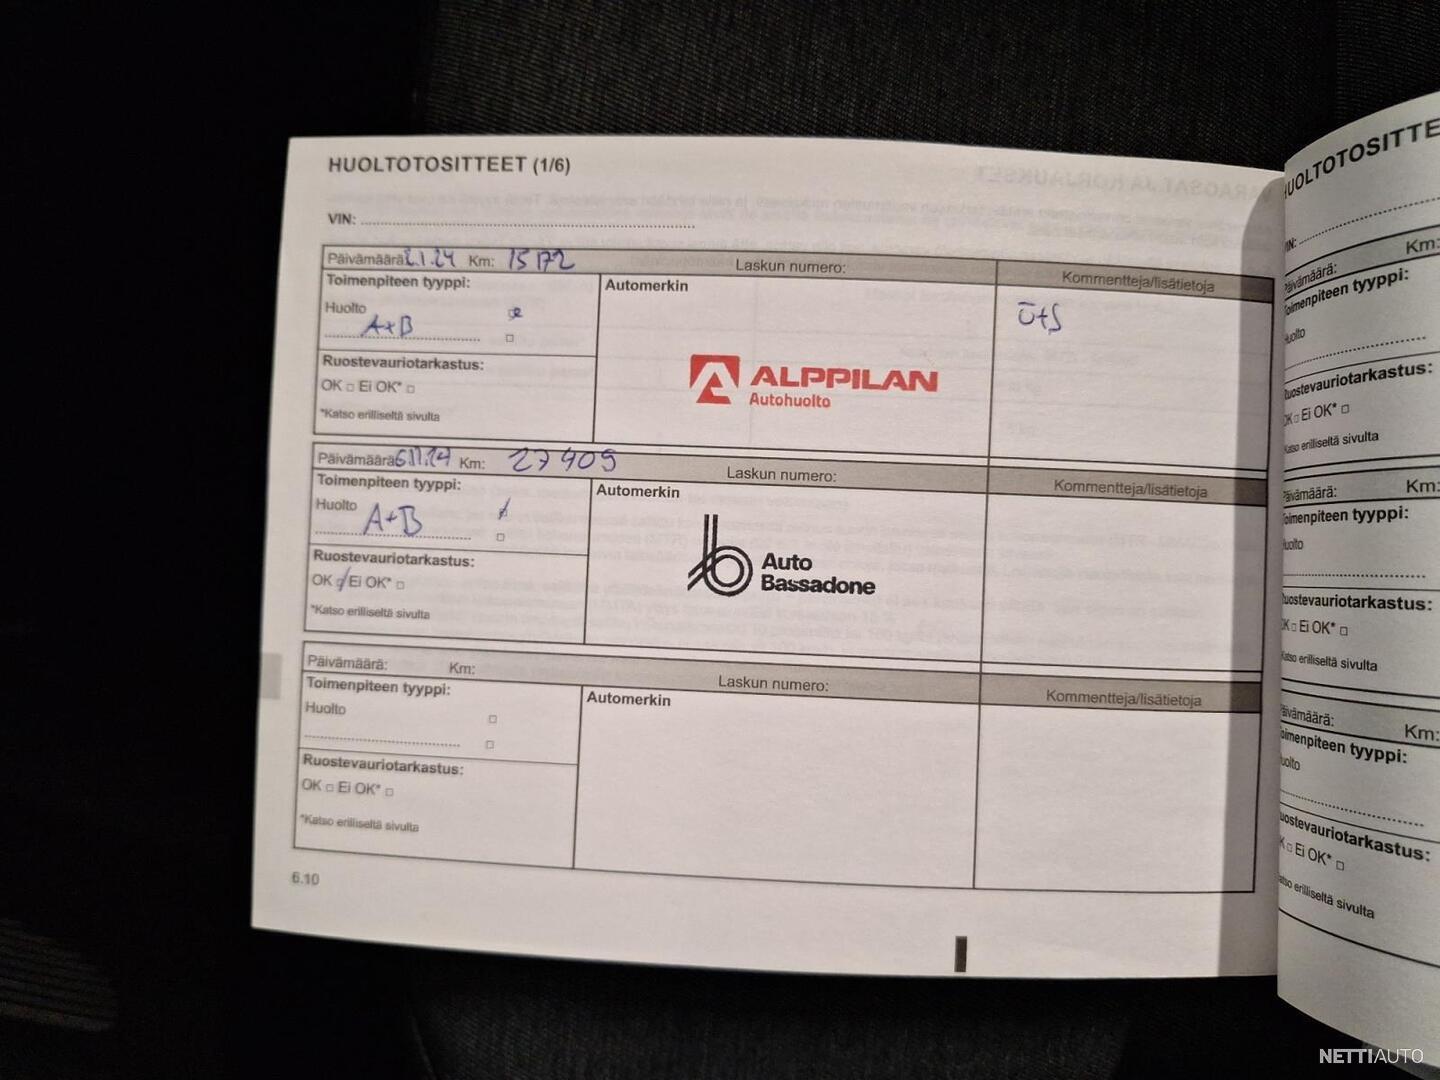 HUOLTOTOSITTEET (1/6)
VIN:
Päivämäärä: 2.1.24 Km: 15172 Laskun numero: Kommentteja/lisätietoja
Toimenpiteen tyyppi:
Huolto
A+B
Automerkin
ALPPILAN
Autohuolto
Ö+S
Ruostevauriotarkastus:
OK □ Ei OK* □
*Katso erilliseltä sivulta
Päivämäärä: 6.11.24 Km: 27409 Laskun numero: Kommentteja/lisätietoja
Toimenpiteen tyyppi:
Huolto
A+B
Automerkin
Auto
Bassadone
Ruostevauriotarkastus:
OK □ Ei OK* □
*Katso erilliseltä sivulta
Päivämäärä: Km: Laskun numero: Kommentteja/lisätietoja
Toimenpiteen tyyppi:
Huolto
Automerkin
Ruostevauriotarkastus:
OK □ Ei OK* □
*Katso erilliseltä sivulta
6.10
HUOLTOTOSITTE
VIN:
Päivämäärä: Km:
Toimenpiteen tyyppi:
Huolto
Ruostevauriotarkastus:
OK □ Ei OK* □
Katso erilliseltä sivulta
Päivämäärä: Km:
Toimenpiteen tyyppi:
Huolto
Ruostevauriotarkastus:
OK □ Ei OK* □
Katso erilliseltä sivulta
Päivämäärä: Km:
Toimenpiteen tyyppi:
Huolto
Ruostevauriotarkastus:
OK □ Ei OK* □
Katso erilliseltä sivulta
NETTIAUTO